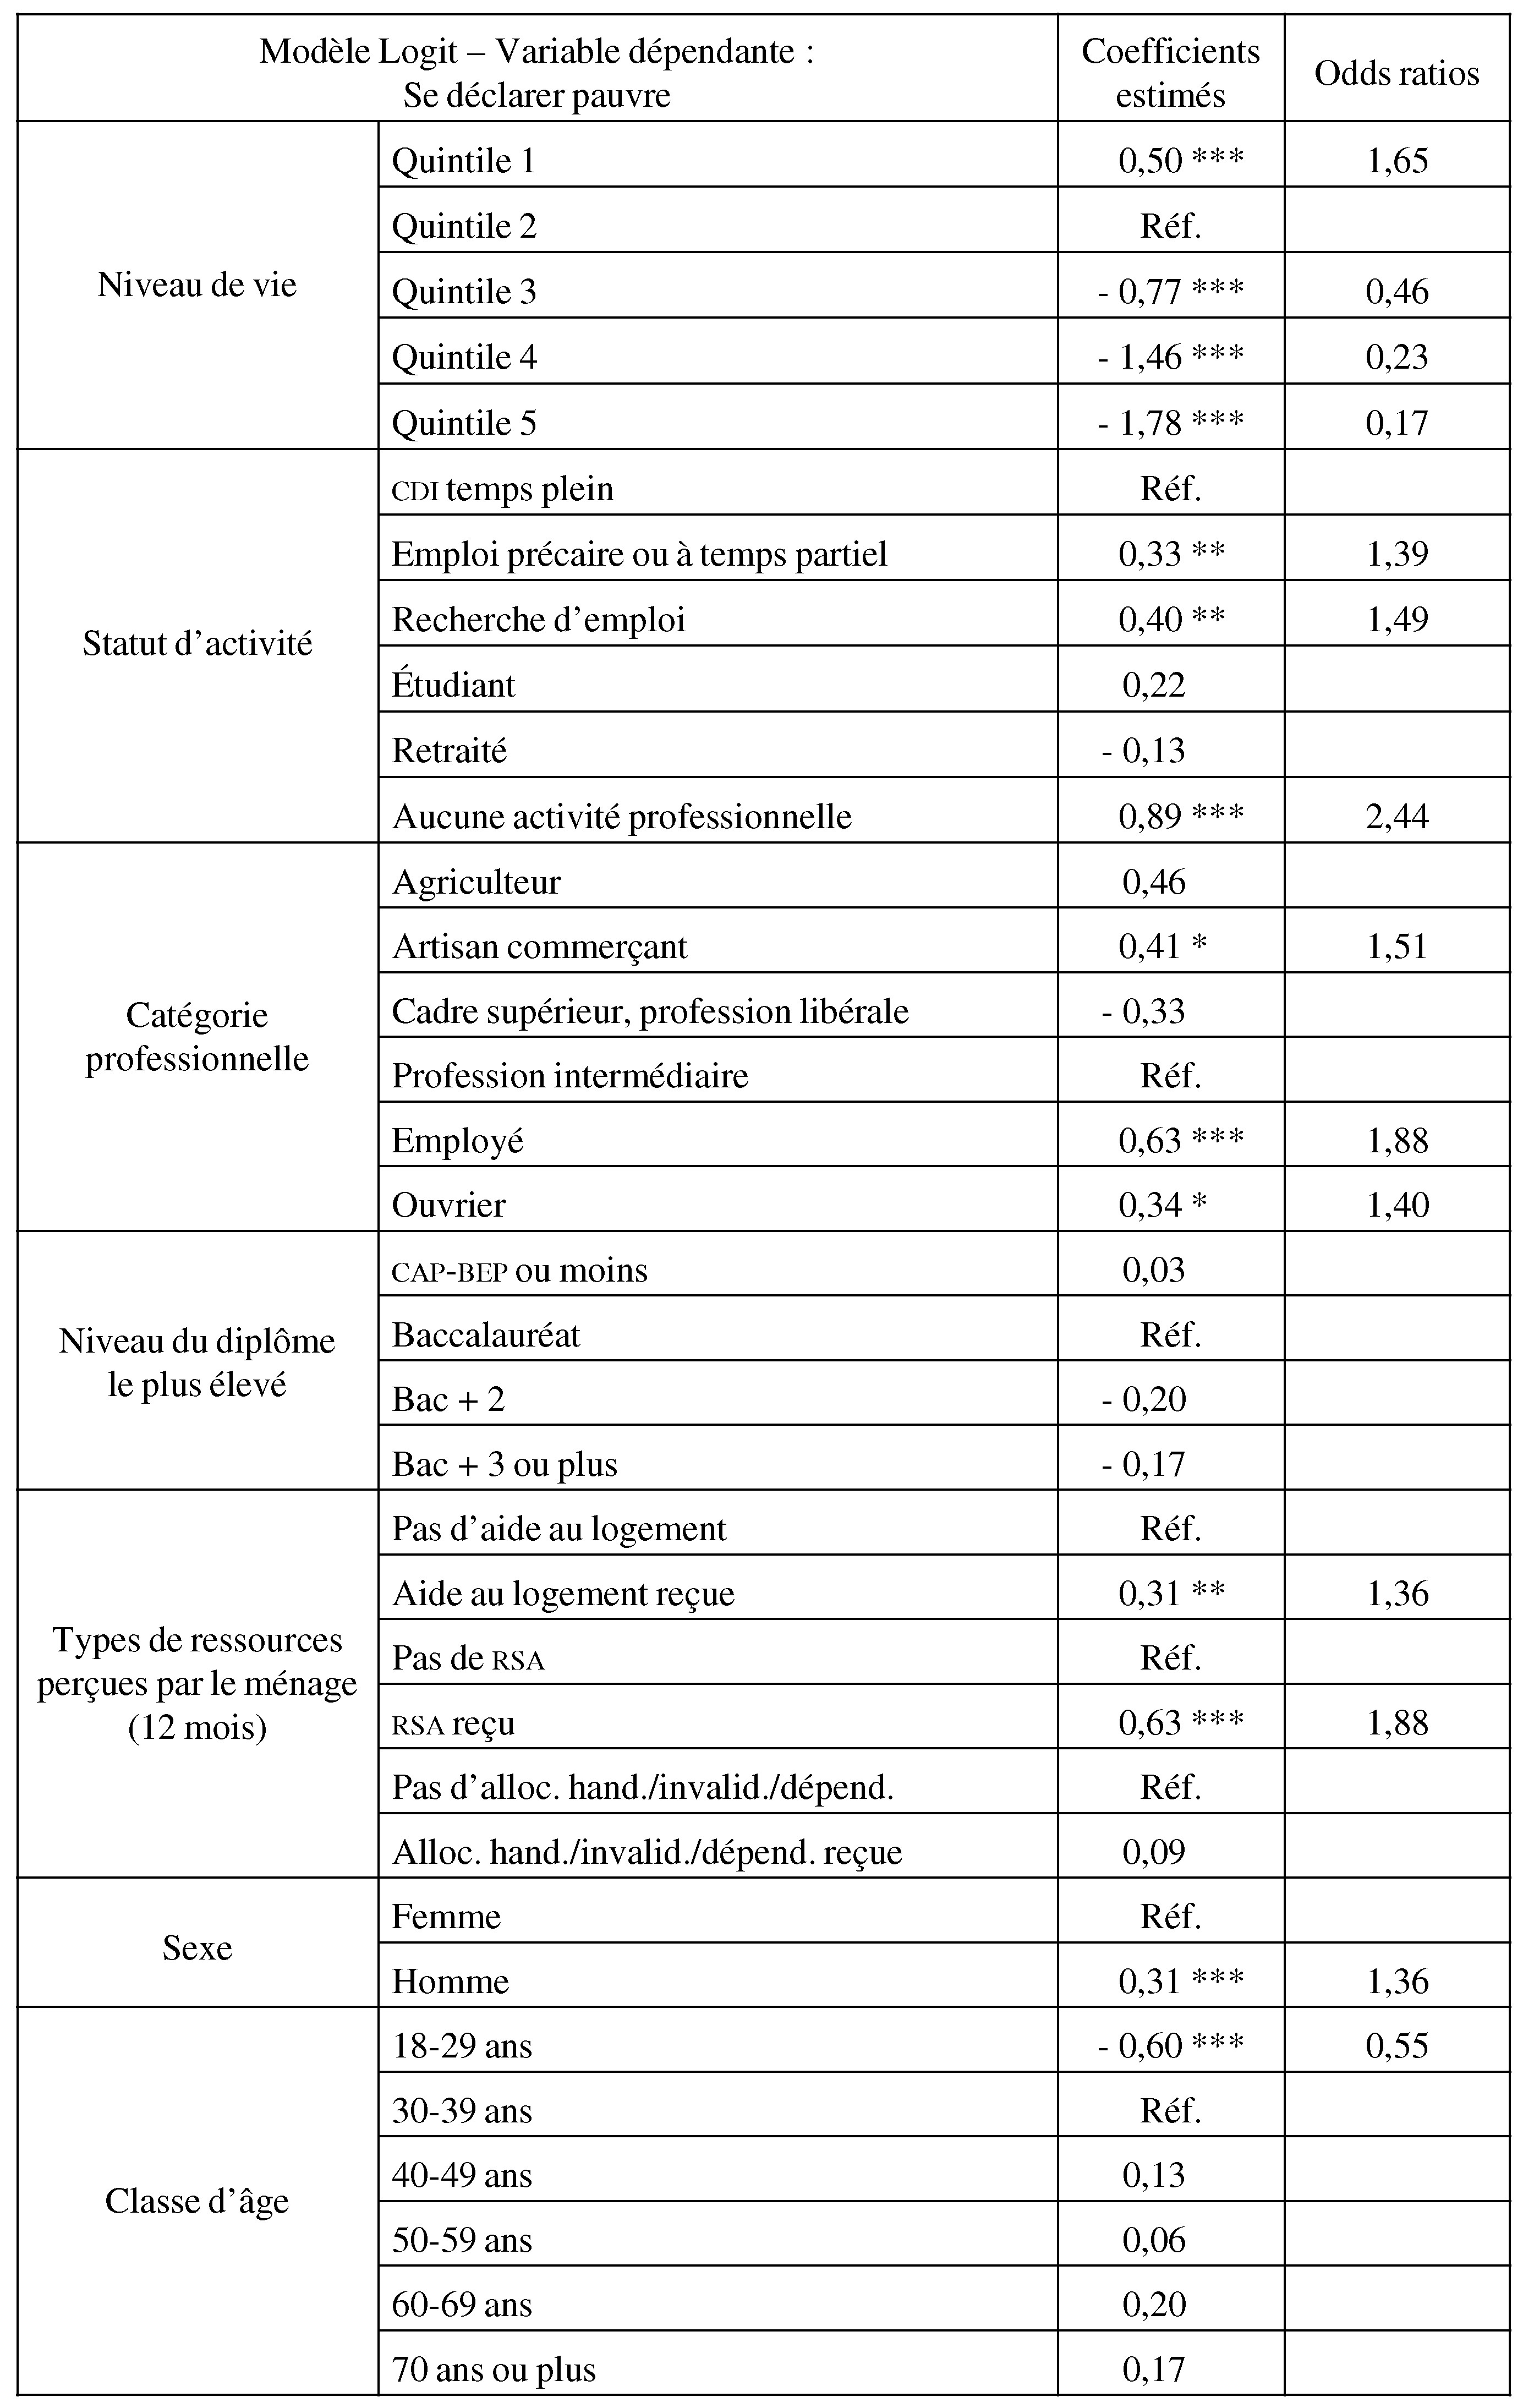 Modèle Logit – Variable dépendante :
Se déclarer pauvre
Coefficients
estimés
Odds ratios
Niveau de vie
Quintile 1 0,50 *** 1,65
Quintile 2 Réf.
Quintile 3 - 0,77 *** 0,46
Quintile 4 - 1,46 *** 0,23
Quintile 5 - 1,78 *** 0,17
Statut d’activité
CDI temps plein Réf.
Emploi précaire ou à temps partiel 0,33 ** 1,39
Recherche d’emploi 0,40 ** 1,49
Étudiant 0,22
Retraité - 0,13
Aucune activité professionnelle 0,89 *** 2,44
Catégorie
professionnelle
Agriculteur 0,46
Artisan commerçant 0,41 * 1,51
Cadre supérieur, profession libérale - 0,33
Profession intermédiaire Réf.
Employé 0,63 *** 1,88
Ouvrier 0,34 * 1,40
Niveau du diplôme
le plus élevé
CAP-BEP ou moins 0,03
Baccalauréat Réf.
Bac + 2 - 0,20
Bac + 3 ou plus - 0,17
Types de ressources
perçues par le ménage
(12 mois)
Pas d’aide au logement Réf.
Aide au logement reçue 0,31 ** 1,36
Pas de RSA Réf.
RSA reçu 0,63 *** 1,88
Pas d’alloc. hand./invalid./dépend. Réf.
Alloc. hand./invalid./dépend. reçue 0,09
Sexe
Femme Réf.
Homme 0,31 *** 1,36
Classe d’âge
18-29 ans - 0,60 *** 0,55
30-39 ans Réf.
40-49 ans 0,13
50-59 ans 0,06
60-69 ans 0,20
70 ans ou plus 0,17